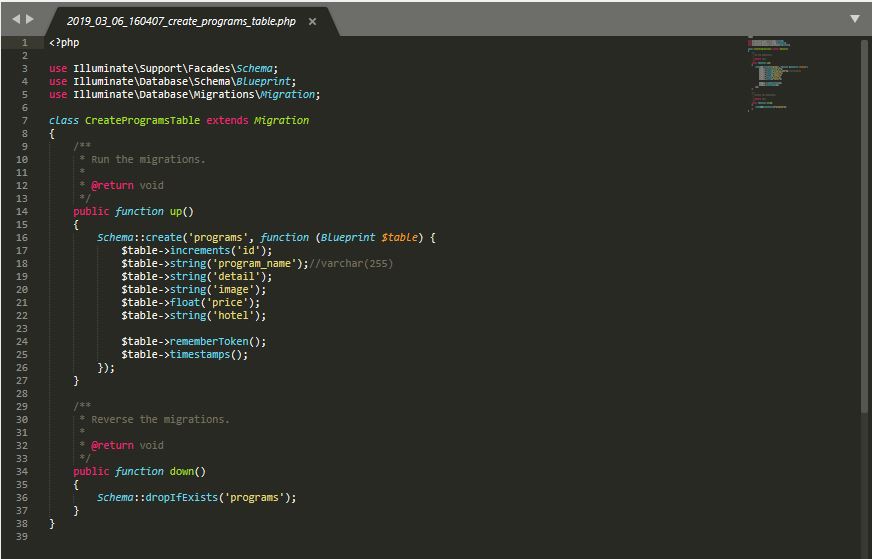 2019_03_06_160407_create_programs_table.php ×
1 <?php
2
3 use Illuminate\Support\Facades\Schema;
4 use Illuminate\Database\Schema\Blueprint;
5 use Illuminate\Database\Migrations\Migration;
6
7 class CreateProgramsTable extends Migration
8 {
9     /**
10      * Run the migrations.
11      *
12      * @return void
13      */
14     public function up()
15     {
16         Schema::create('programs', function (Blueprint $table) {
17             $table->increments('id');
18             $table->string('program_name');//varchar(255)
19             $table->string('detail');
20             $table->string('image');
21             $table->float('price');
22             $table->string('hotel');
23
24             $table->rememberToken();
25             $table->timestamps();
26         });
27     }
28
29     /**
30      * Reverse the migrations.
31      *
32      * @return void
33      */
34     public function down()
35     {
36         Schema::dropIfExists('programs');
37     }
38 }
39